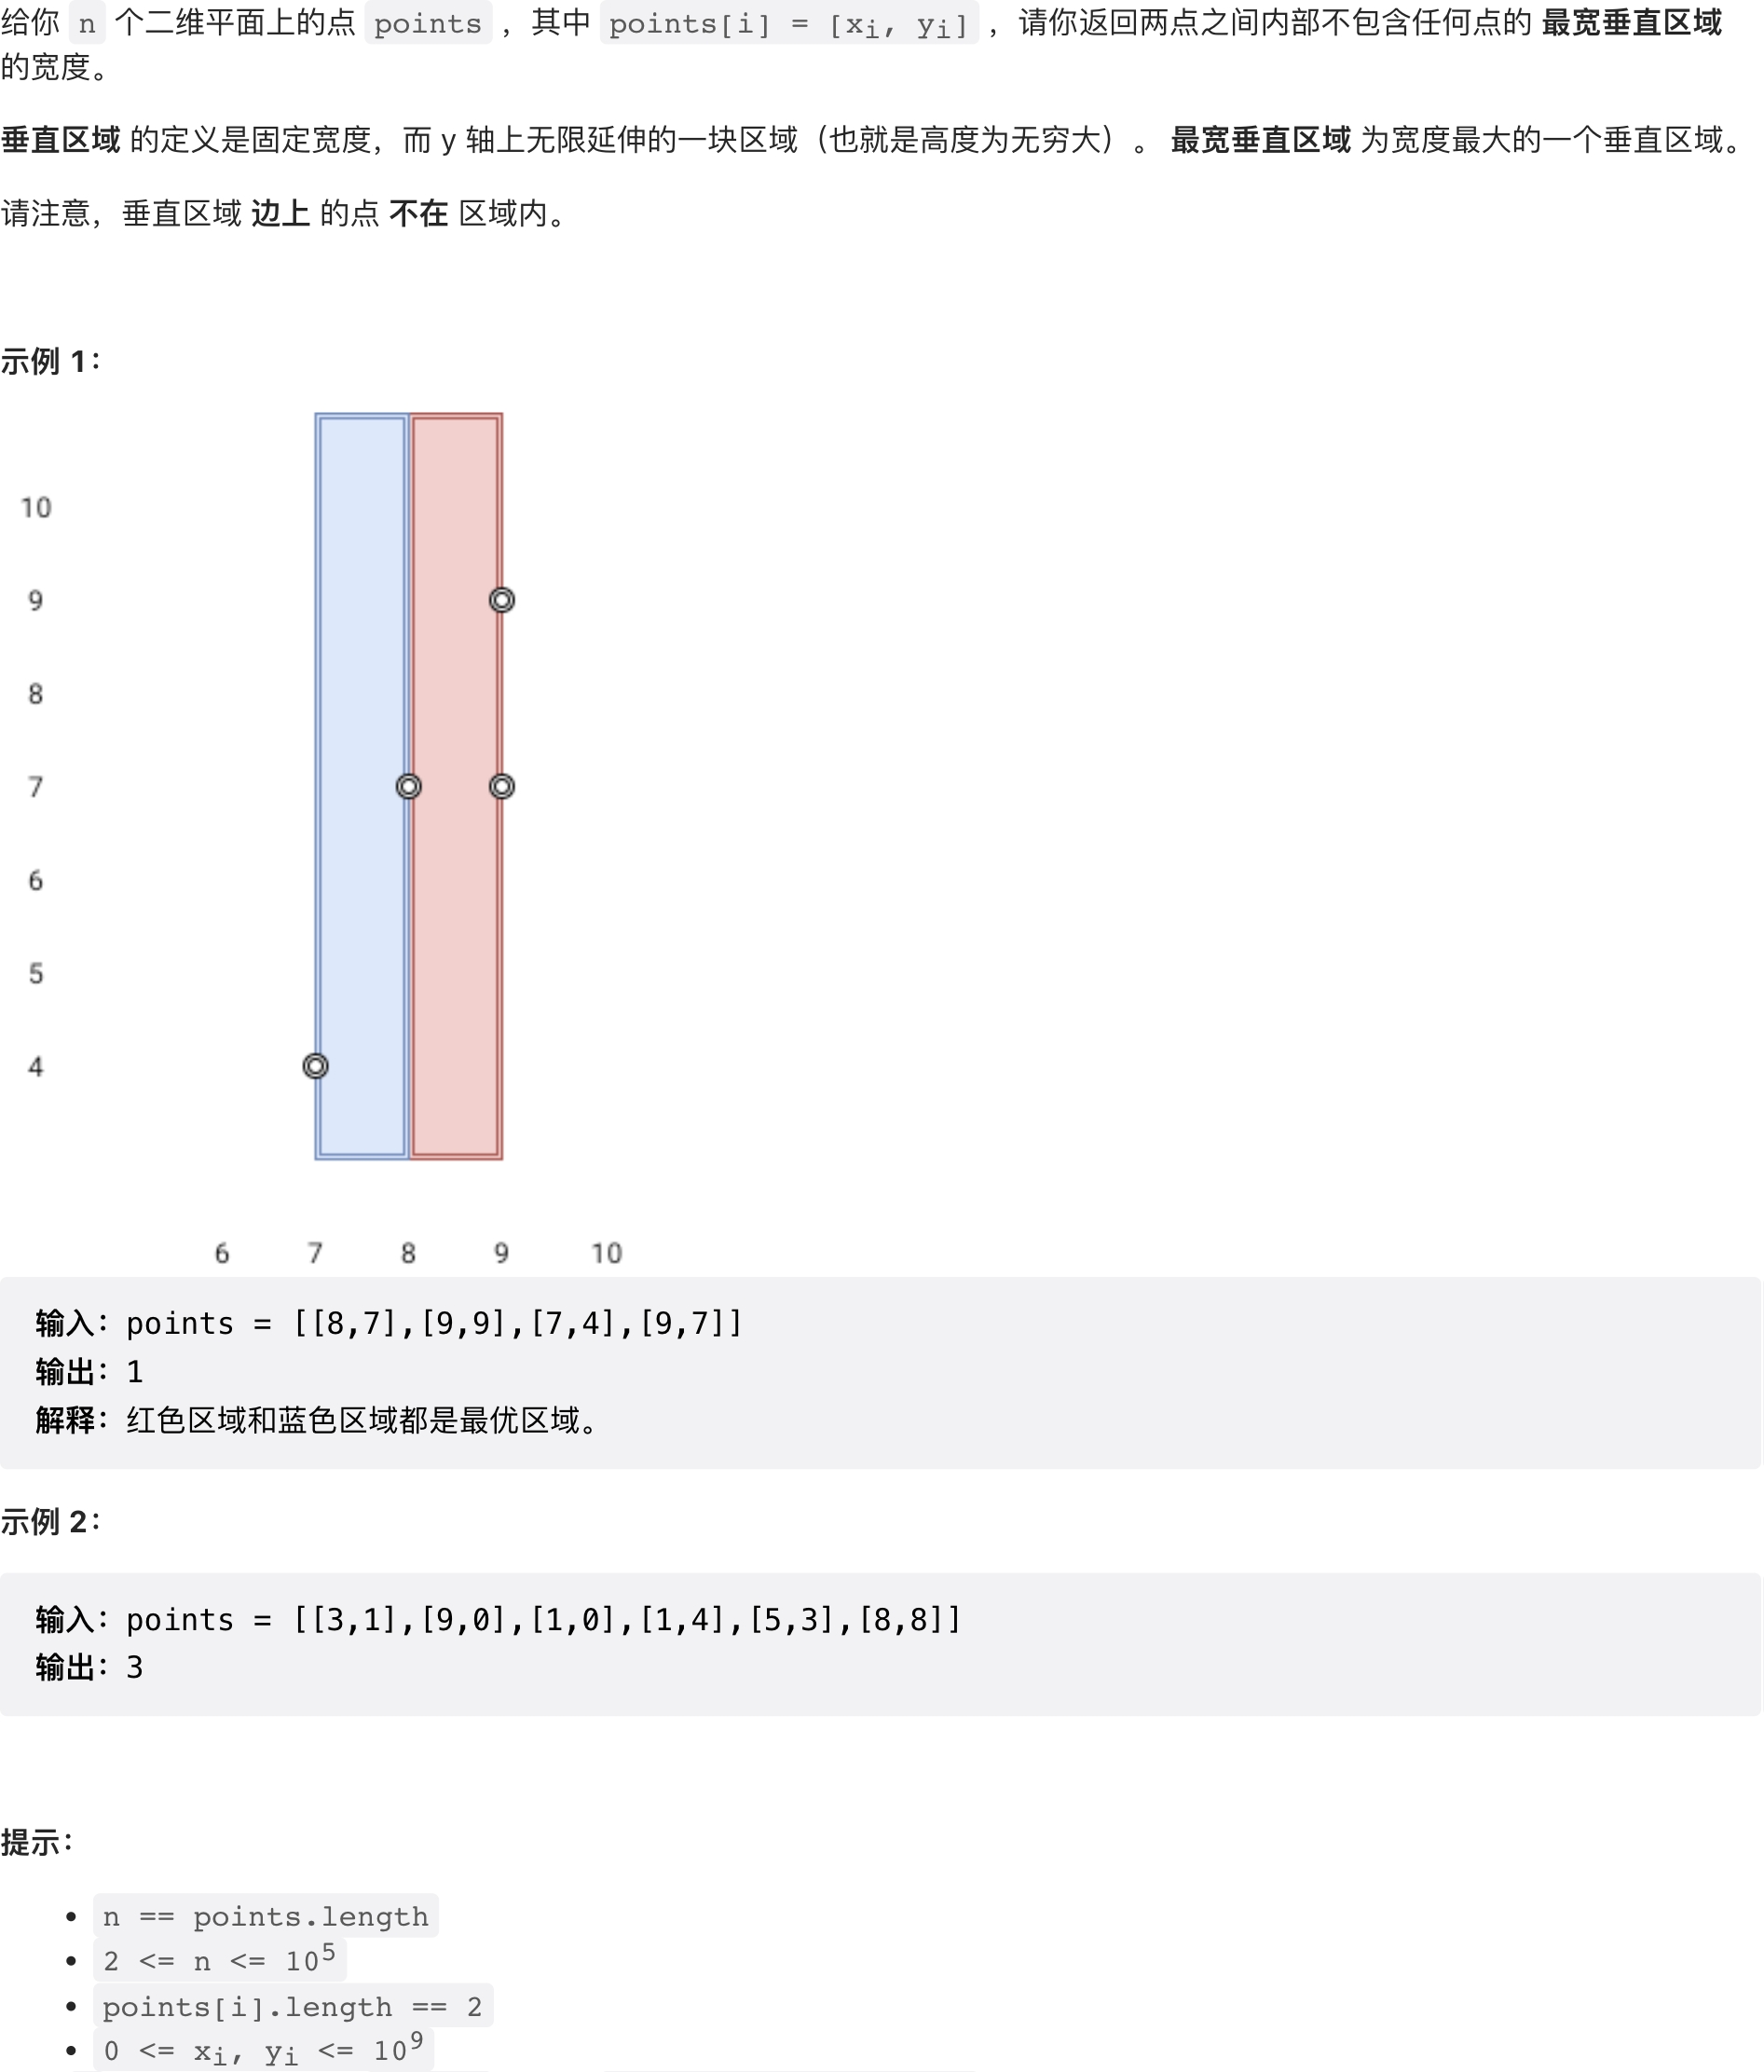 给你 n 个二维平面上的点 points ，其中 points[i] = [xi, yi] ，请你返回两点之间内部不包含任何点的 最宽垂直区域
的宽度。
垂直区域 的定义是固定宽度，而 y 轴上无限延伸的一块区域（也就是高度为无穷大）。 最宽垂直区域 为宽度最大的一个垂直区域。
请注意，垂直区域 边上 的点 不在 区域内。
示例 1：
10
9
8
7
6
5
4
6 7 8 9 10
输入：points = [[8,7],[9,9],[7,4],[9,7]]
输出：1
解释：红色区域和蓝色区域都是最优区域。
示例 2：
输入：points = [[3,1],[9,0],[1,0],[1,4],[5,3],[8,8]]
输出：3
提示：
• n == points.length
• 2 <= n <= 10^5
• points[i].length == 2
• 0 <= xi, yi <= 10^9